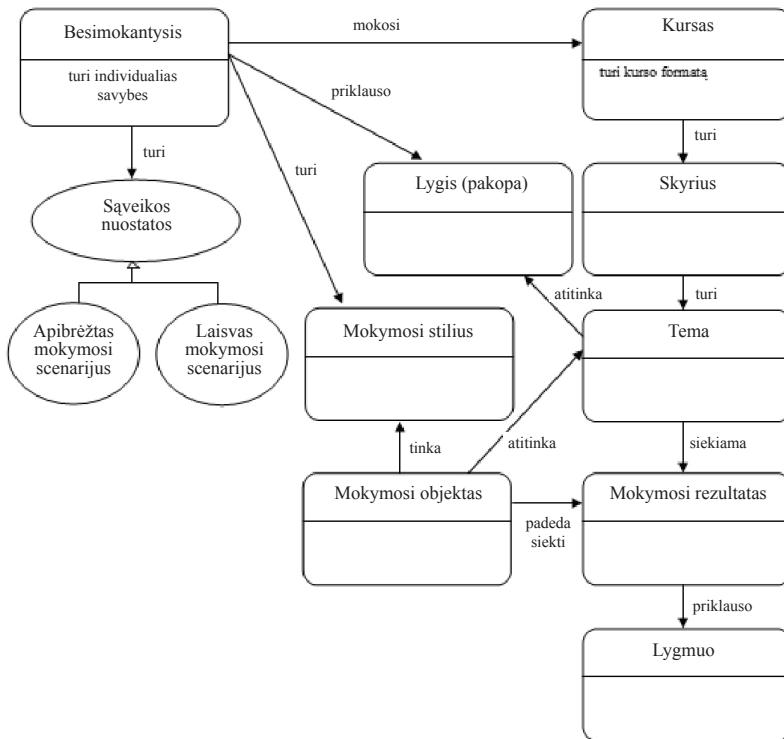 Besimokantysis
mokosi
Kursas
turi individualias
savybes
turi kurso formatą
priklauso
turi
turi
turi
Lygis (pakopa)
Skyrius
Sąveikos
nuostatos
atitinka
turi
Apibrėžtas
mokymosi
scenarijus
Laisvas
mokymosi
scenarijus
Mokymosi stilius
Tema
tinka
atitinka
siekiama
Mokymosi objektas
Mokymosi rezultatas
padeda
siekti
priklauso
Lygmuo